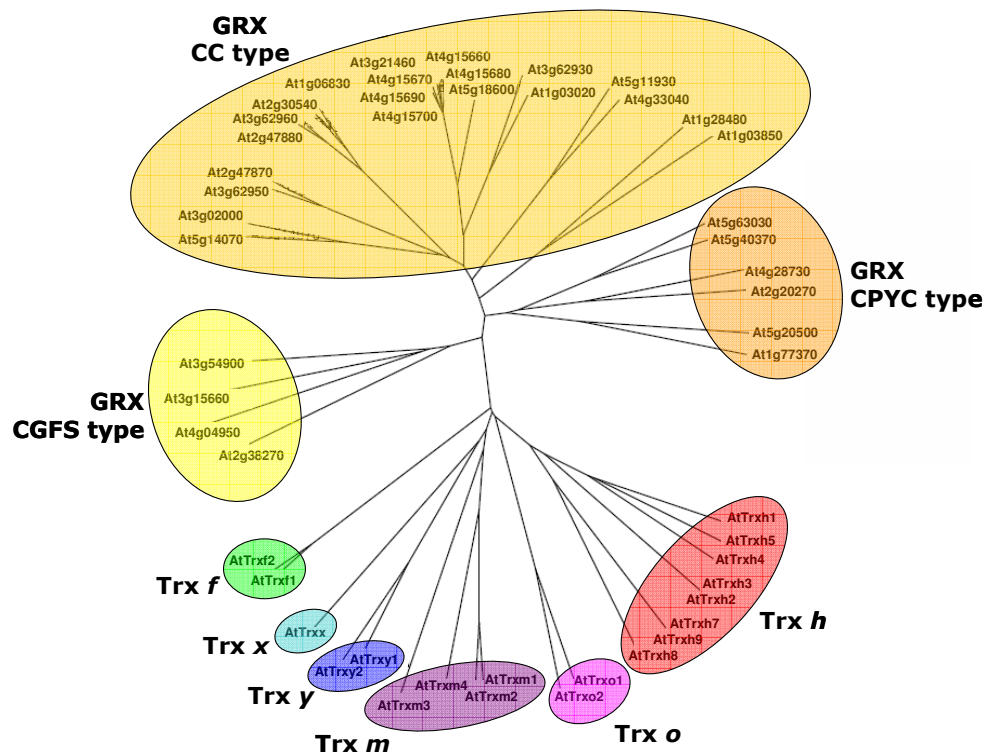 GRX
CC type
At4g15660
At3g21460
At4g15670
At4g15680
At3g62930
At5g11930
At1g06830
At5g18600
At1g03020
At4g15690
At4g33040
At2g30540
At4g15700
At3g62960
At1g28480
At2g47880
At1g03850
At2g47870
At3g62950
At3g02000
At5g14070
At5g63030
At5g40370
At4g28730
At2g20270
GRX
CPYC type
At5g20500
At1g77370
At3g54900
At3g15660
GRX
CGFS type
At4g04950
At2g38270
AtTrxh1
AtTrxh5
AtTrxh4
AtTrxh3
AtTrxh2
AtTrxh7
AtTrxh9
AtTrxh8
Trx h
AtTrxf2
AtTrxf1
Trx f
AtTrxx
Trx x
AtTrxy1
AtTrxy2
Trx y
AtTrxm4
AtTrxm1
AtTrxm2
AtTrxm3
Trx m
AtTrxo1
AtTrxo2
Trx o